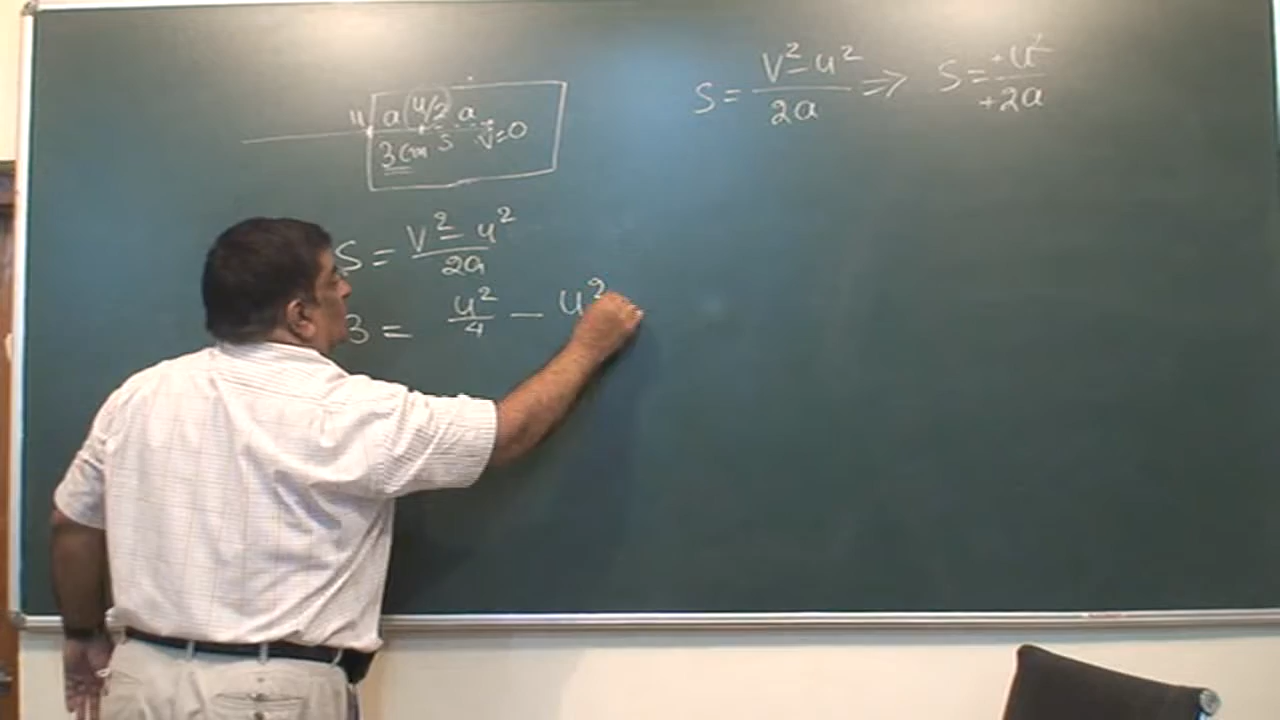 u a u/2 a
3 cm s v=0
S = V² - u² / 2a
3 = u²/4 - u²
S = V² - u² / 2a ⇒ S = +u² / +2a